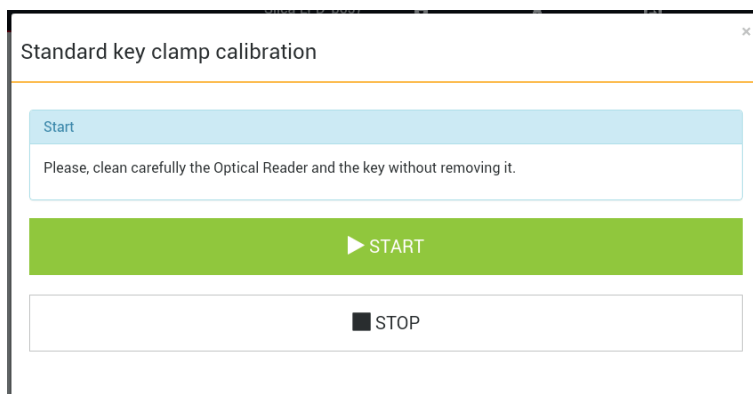 ×
Standard key clamp calibration
Start
Please, clean carefully the Optical Reader and the key without removing it.
START
STOP